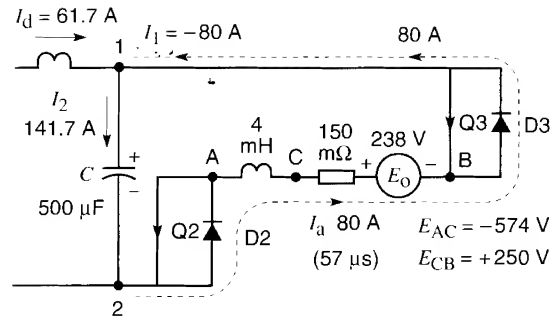 I_d = 61.7 A
I_1 = −80 A
80 A
1
I_2
141.7 A
+
C
−
500 µF
A
4
mH
C
150
mΩ
238 V
+
E_o
−
B
Q3
D3
Q2
D2
I_a 80 A
(57 µs)
E_AC = −574 V
E_CB = +250 V
2